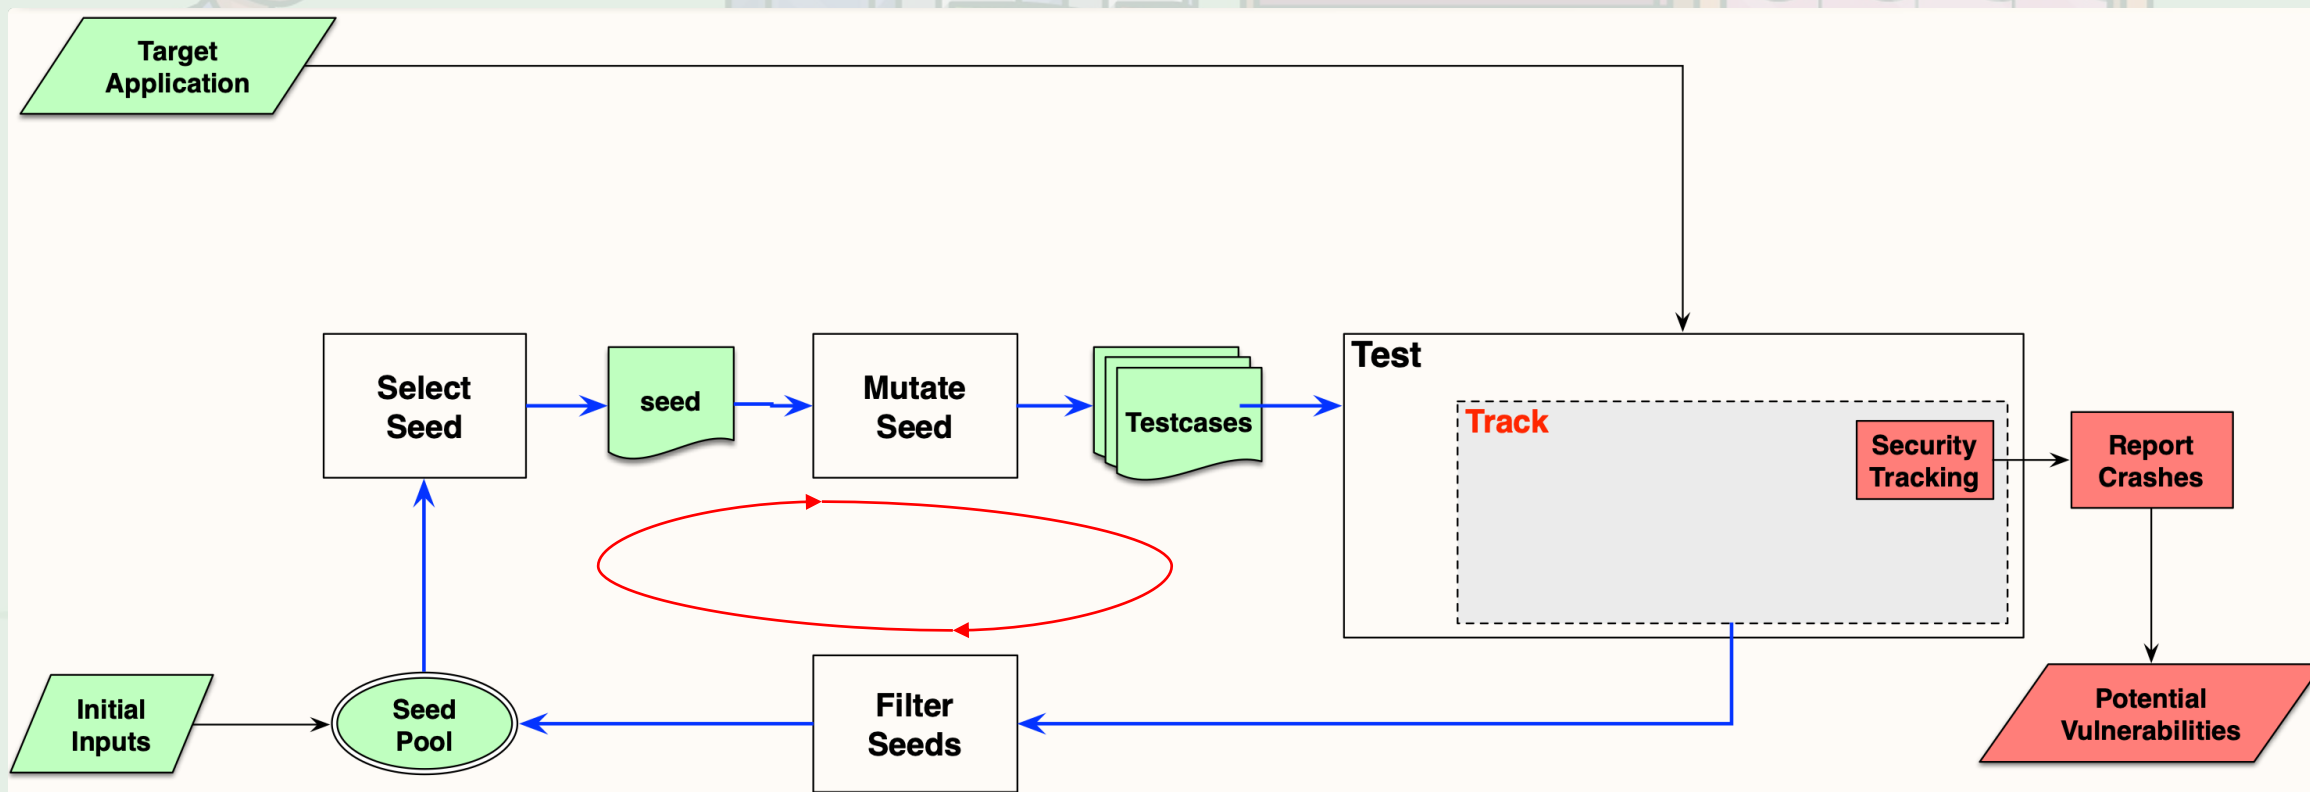 Target
Application
Select
Seed
seed
Mutate
Seed
Testcases
Test
Track
Security
Tracking
Report
Crashes
Initial
Inputs
Seed
Pool
Filter
Seeds
Potential
Vulnerabilities